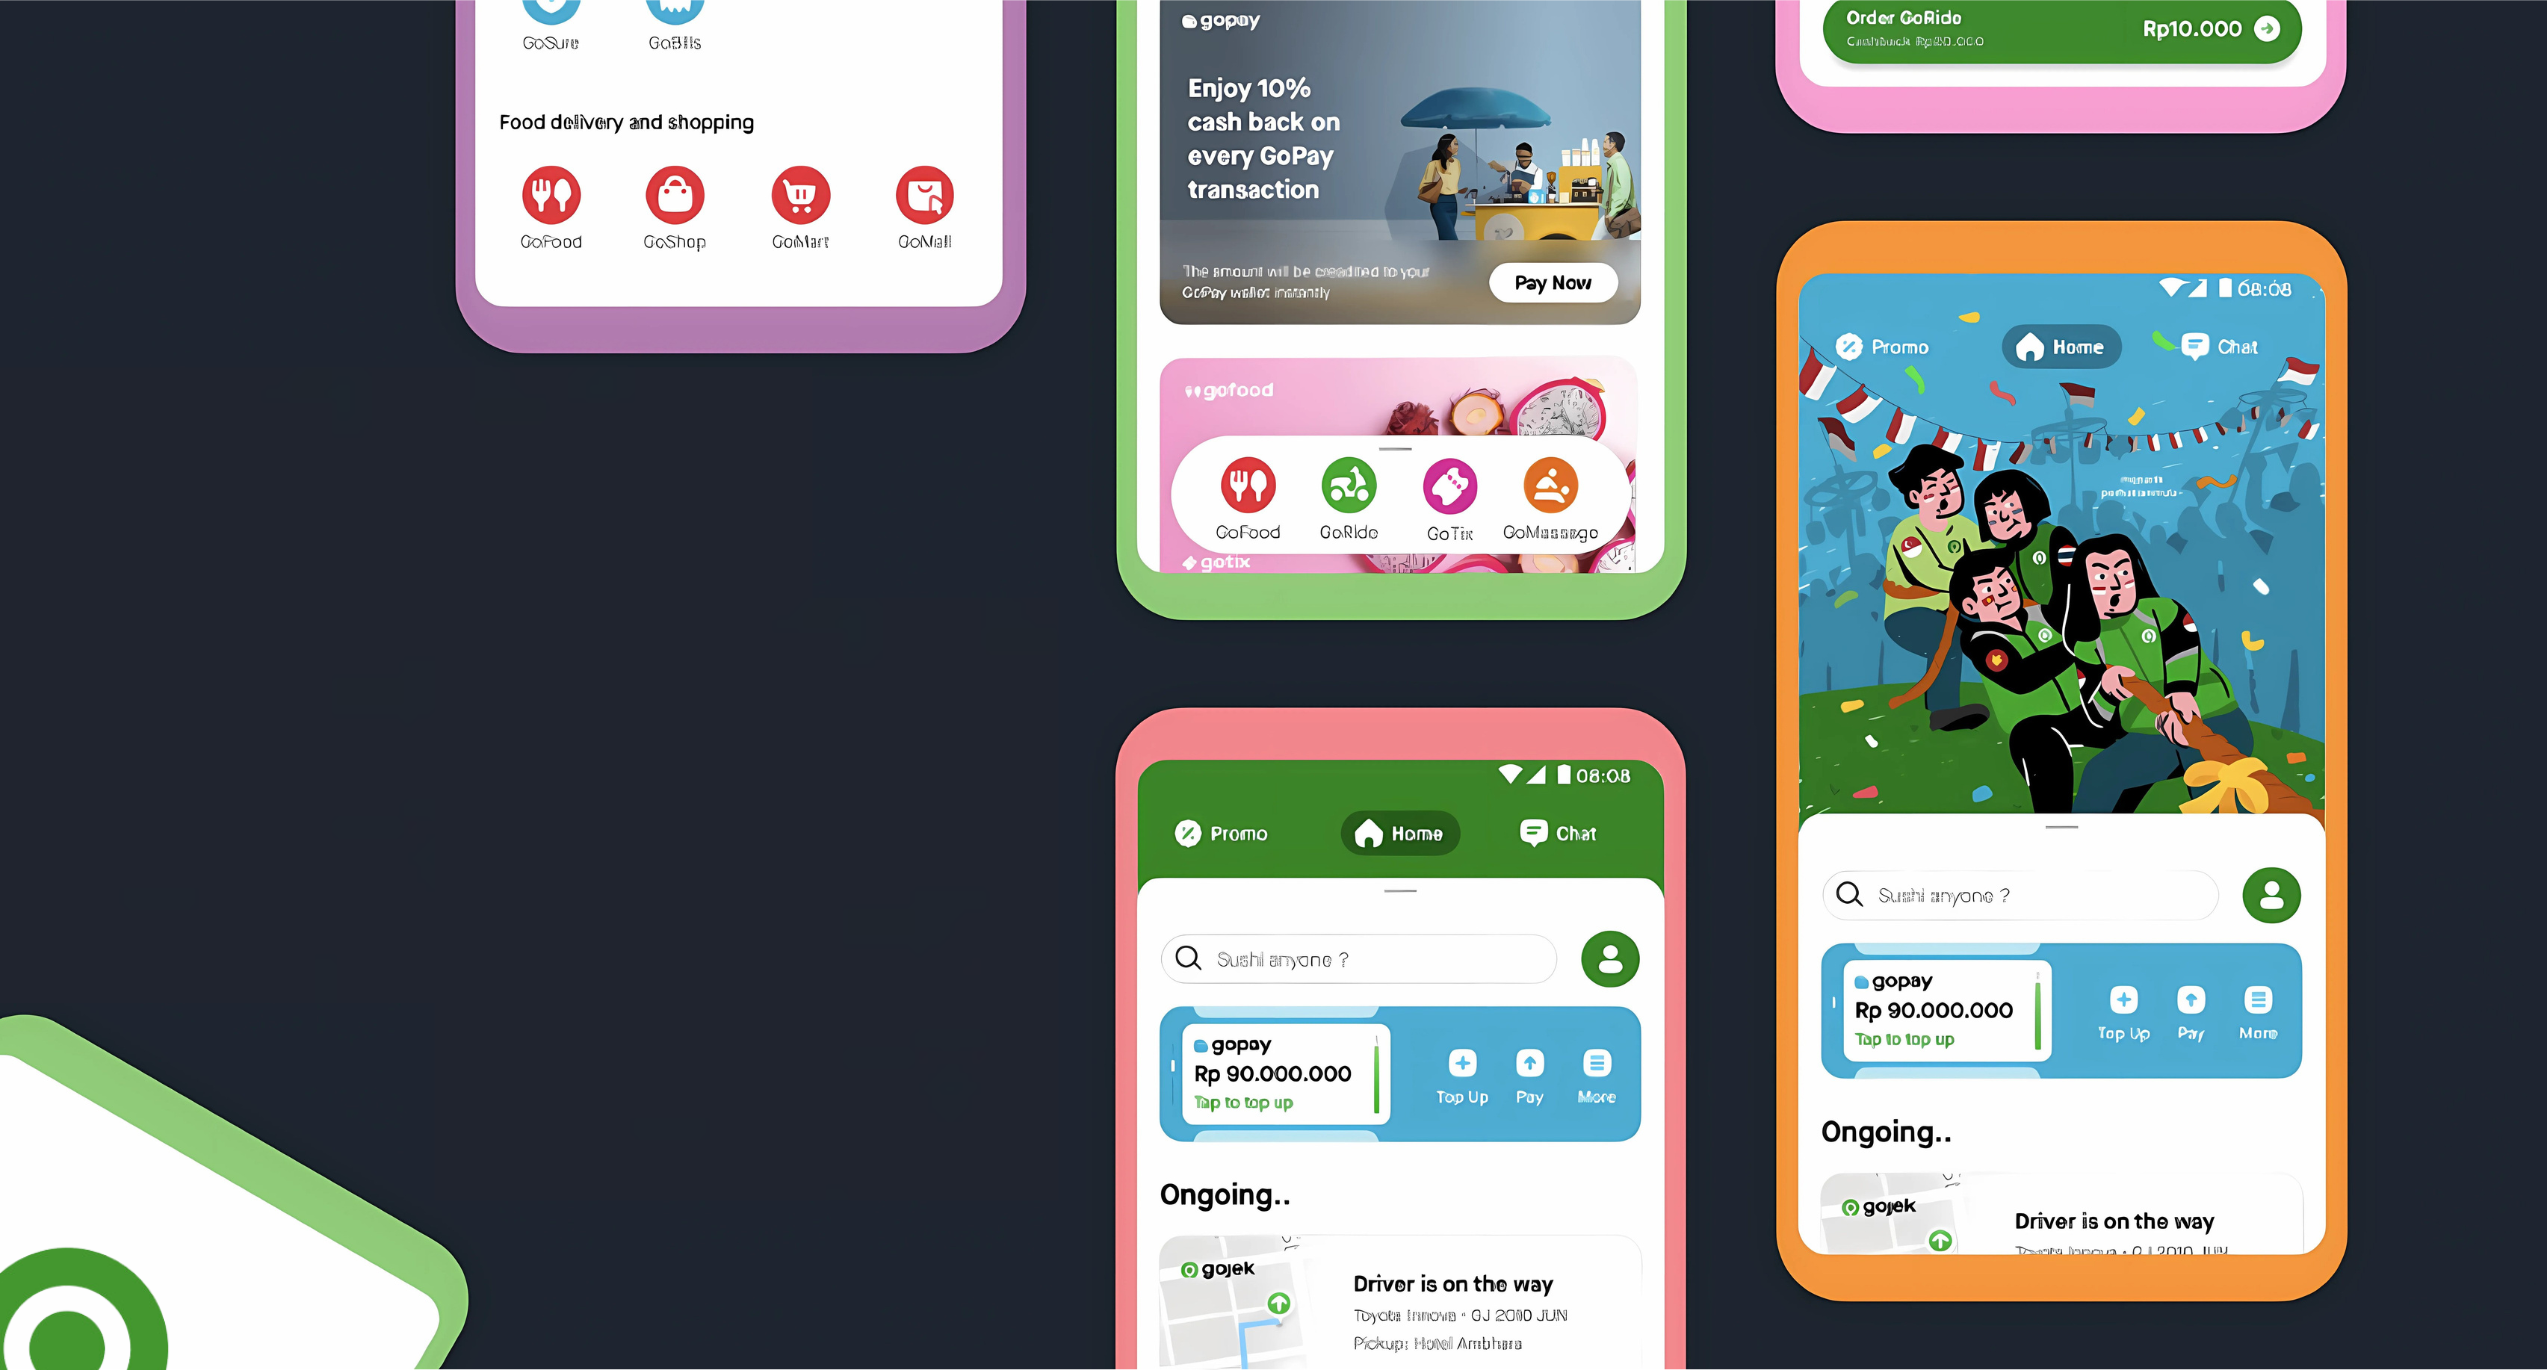 GoSure
GoBills
Food delivery and shopping
GoFood
GoShop
GoMart
GoMall
gopay
Enjoy 10%
cash back on
every GoPay
transaction
The amount will be credited to your
GoPay wallet instantly
Pay Now
gofood
GoFood
GoRide
GoTix
GoMassage
gotix
08:08
Promo
Home
Chat
Sushi anyone ?
gopay
Rp 90.000.000
Tap to top up
Top Up
Pay
More
Ongoing..
gojek
Driver is on the way
Toyota Innova • GJ 2010 JUN
Pickup: Hotel Ambhara
Order GoRide
Cashback
Rp10.000
08:08
Promo
Home
Chat
Sushi anyone ?
gopay
Rp 90.000.000
Tap to top up
Top Up
Pay
More
Ongoing..
gojek
Driver is on the way
Toyota Innova • GJ 2010 JUN